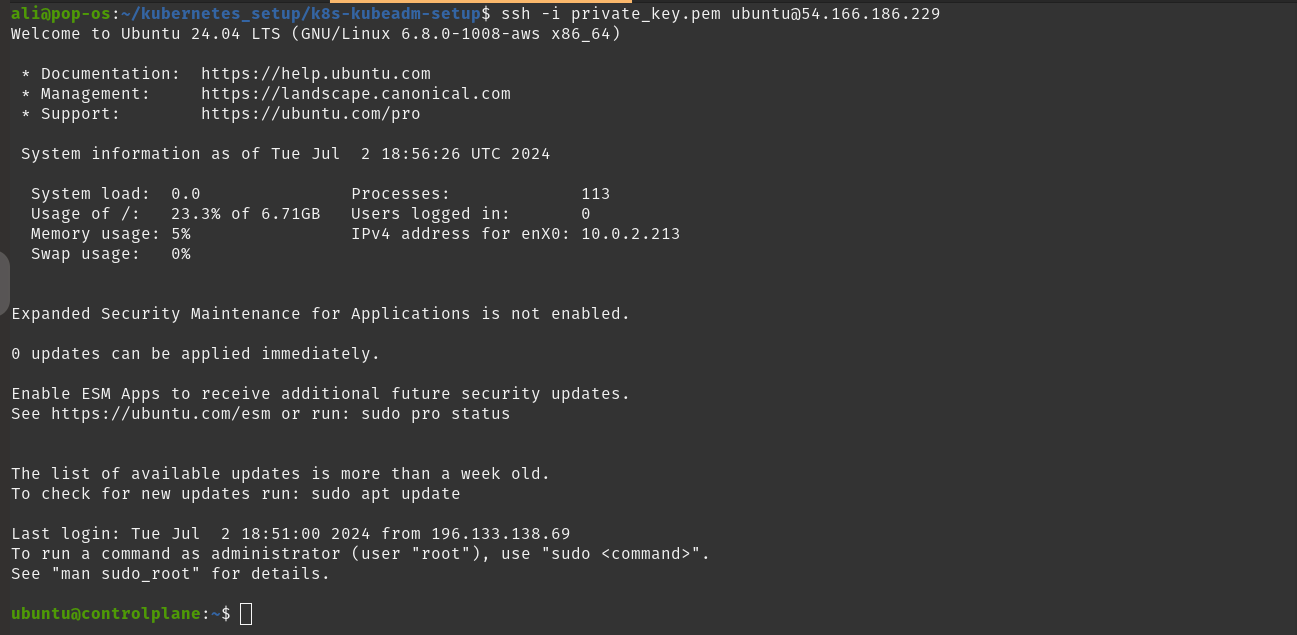 ali@pop-os:~/kubernetes_setup/k8s-kubeadm-setup$ ssh -i private_key.pem ubuntu@54.166.186.229
Welcome to Ubuntu 24.04 LTS (GNU/Linux 6.8.0-1008-aws x86_64)
* Documentation:  https://help.ubuntu.com
* Management:     https://landscape.canonical.com
* Support:        https://ubuntu.com/pro
System information as of Tue Jul  2 18:56:26 UTC 2024
System load:  0.0               Processes:             113
Usage of /:   23.3% of 6.71GB   Users logged in:       0
Memory usage: 5%                IPv4 address for enX0: 10.0.2.213
Swap usage:   0%
Expanded Security Maintenance for Applications is not enabled.
0 updates can be applied immediately.
Enable ESM Apps to receive additional future security updates.
See https://ubuntu.com/esm or run: sudo pro status
The list of available updates is more than a week old.
To check for new updates run: sudo apt update
Last login: Tue Jul  2 18:51:00 2024 from 196.133.138.69
To run a command as administrator (user "root"), use "sudo <command>".
See "man sudo_root" for details.
ubuntu@controlplane:~$